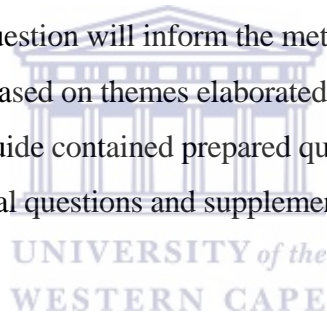 uestion will inform the met
ased on themes elaborated
uide contained prepared qu
al questions and supplemen
UNIVERSITY of the
WESTERN CAPE